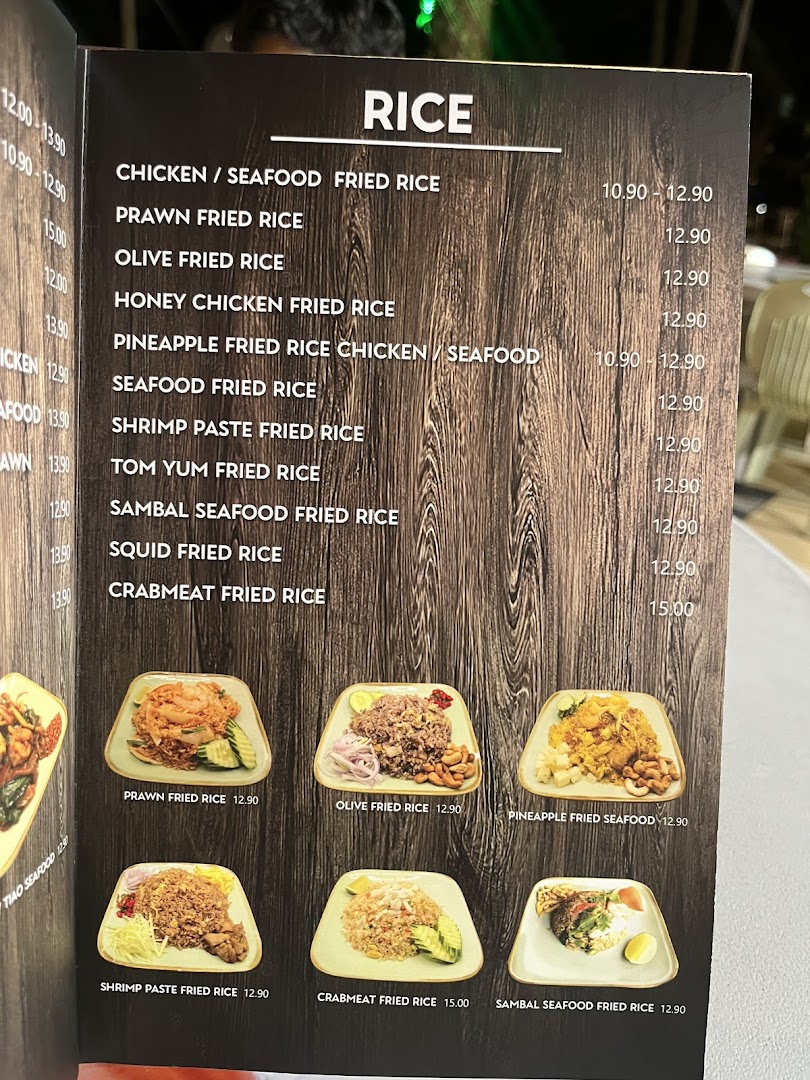 12.00 - 13.90
10.90 - 12.90
15.00
12.00
13.90
ICKEN 12.90
AFOOD 13.90
AWN 13.90
12.90
13.90
13.90
TIAO SEAFOOD 12.90
RICE
CHICKEN / SEAFOOD FRIED RICE 10.90 - 12.90
PRAWN FRIED RICE 12.90
OLIVE FRIED RICE 12.90
HONEY CHICKEN FRIED RICE 12.90
PINEAPPLE FRIED RICE CHICKEN / SEAFOOD 10.90 - 12.90
SEAFOOD FRIED RICE 12.90
SHRIMP PASTE FRIED RICE 12.90
TOM YUM FRIED RICE 12.90
SAMBAL SEAFOOD FRIED RICE 12.90
SQUID FRIED RICE 12.90
CRABMEAT FRIED RICE 15.00
PRAWN FRIED RICE 12.90
OLIVE FRIED RICE 12.90
PINEAPPLE FRIED SEAFOOD 12.90
SHRIMP PASTE FRIED RICE 12.90
CRABMEAT FRIED RICE 15.00
SAMBAL SEAFOOD FRIED RICE 12.90